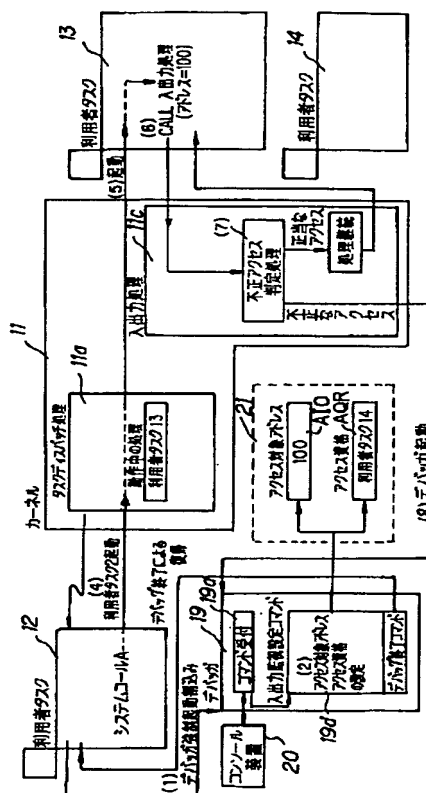 利用者タスク
12
システムコールA
カーネル
11
タスクディスパッチ処理
11a
動作中の処理
利用者タスク13
(4)
利用者タスク2起動
デバッグ終了による
復帰
(5)起動
利用者タスク
13
(6)
CALL 入出力処理
(アドレス=100)
利用者タスク
14
入出力処理
11c
(7)
不正アクセス
判定処理
正当な
アクセス
処理継続
不正なアクセス
(1)
デバッガ強制起動割込み
デバッガ
19
19a
コマンド受付
入出力監視設定コマンド
(2)
アクセス対象アドレス
アクセス資格
の設定
19d
デバッグ終了コマンド
コンソール
装置
20
21
アクセス対象アドレス
100
AIO
アクセス資格
AQR
利用者タスク14
(8)デバッガ起動